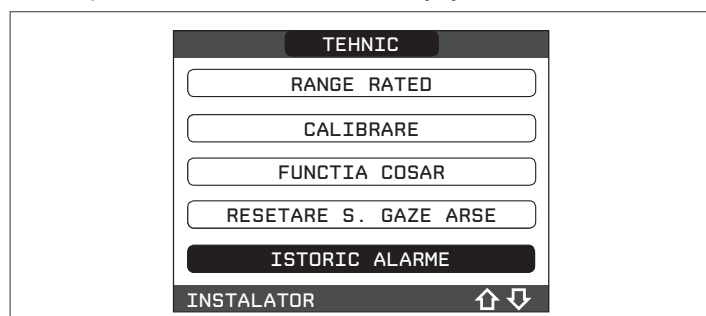 TEHNIC
RANGE RATED
CALIBRARE
FUNCTIA COSAR
RESETARE S. GAZE ARSE
ISTORIC ALARME
INSTALATOR